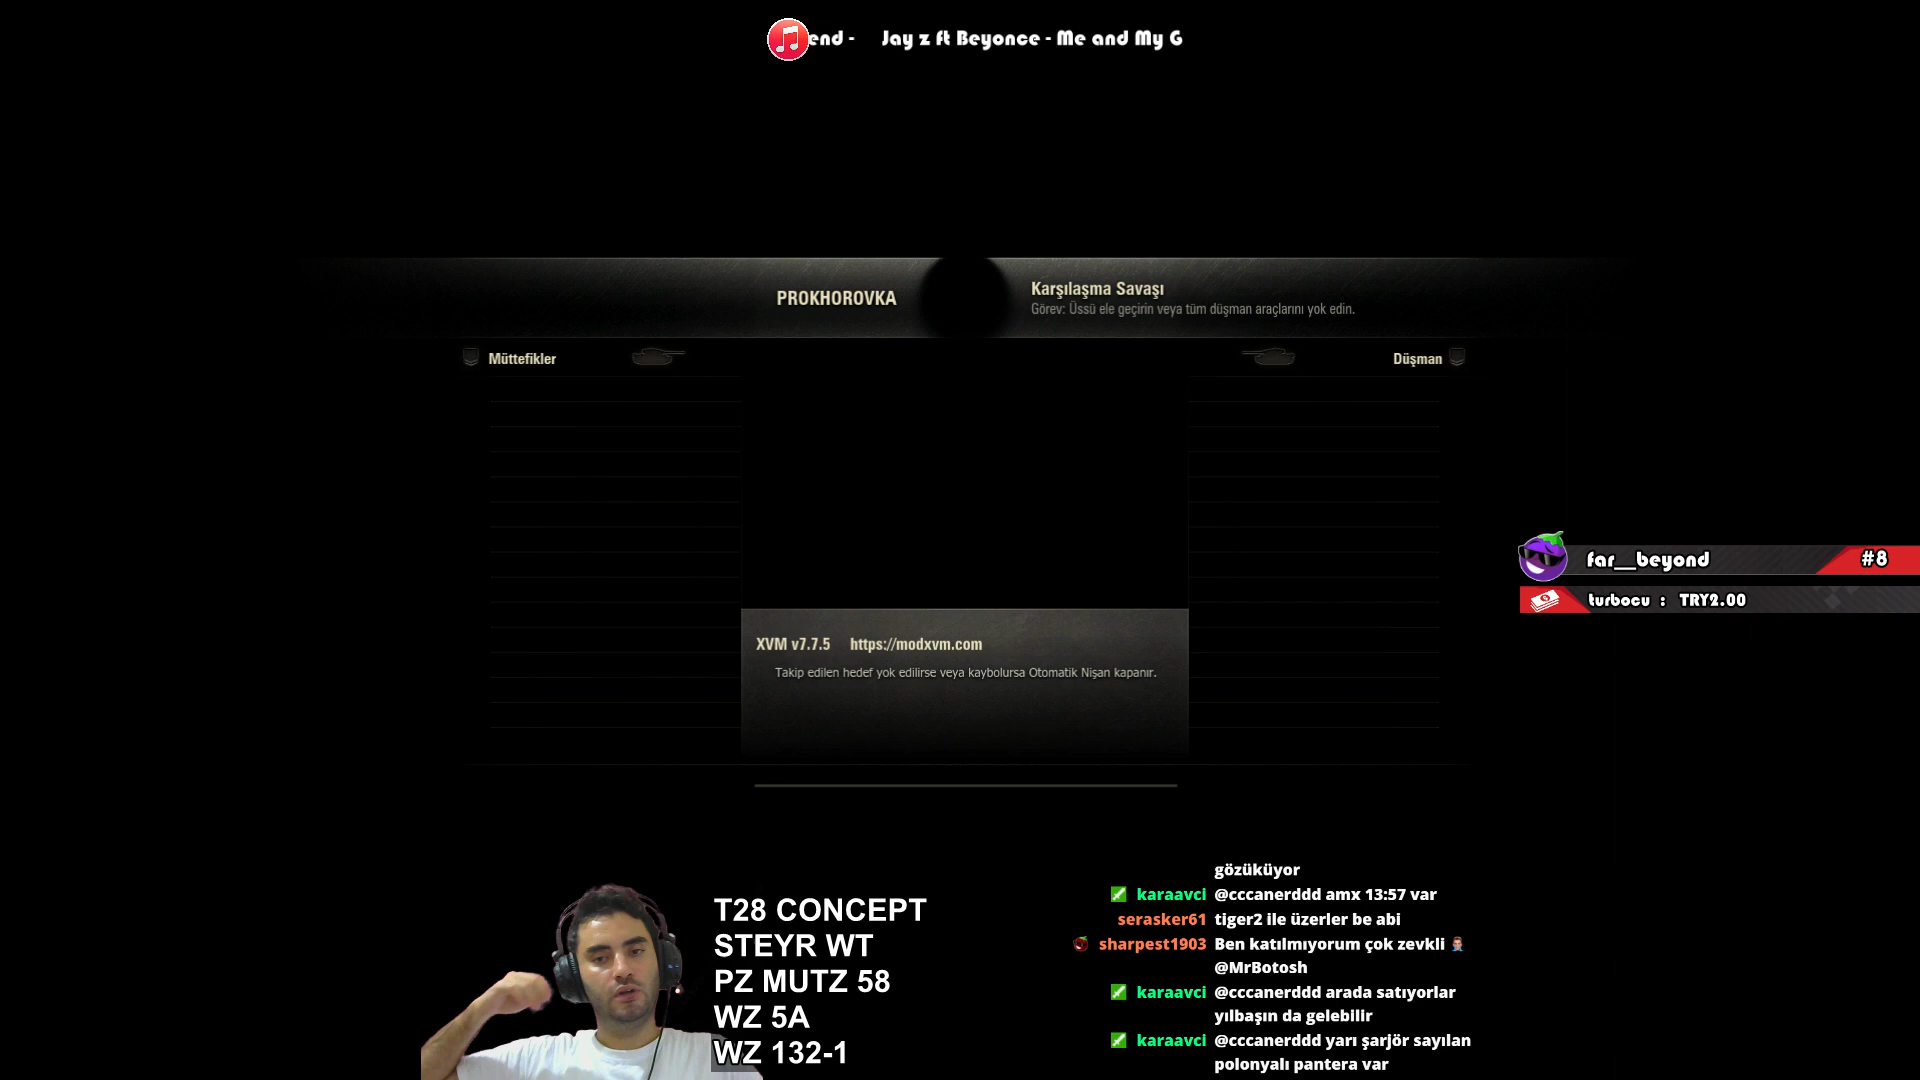 end -    Jay z ft Beyonce - Me and My G
PROKHOROVKA
Karşılaşma Savaşı
Görev: Üssü ele geçirin veya tüm düşman araçlarını yok edin.
Müttefikler
Düşman
far__beyond #8
turbocu : TRY2.00
XVM v7.7.5 https://modxvm.com
Takip edilen hedef yok edilirse veya kaybolursa Otomatik Nişan kapanır.
T28 CONCEPT
STEYR WT
PZ MUTZ 58
WZ 5A
WZ 132-1
gözüküyor
karaavci @cccanerddd amx 13:57 var
serasker61 tiger2 ile üzerler be abi
sharpest1903 Ben katılmıyorum çok zevkli
@MrBotosh
karaavci @cccanerddd arada satıyorlar
yılbaşın da gelebilir
karaavci @cccanerddd yarı şarjör sayılan
polonyalı pantera var